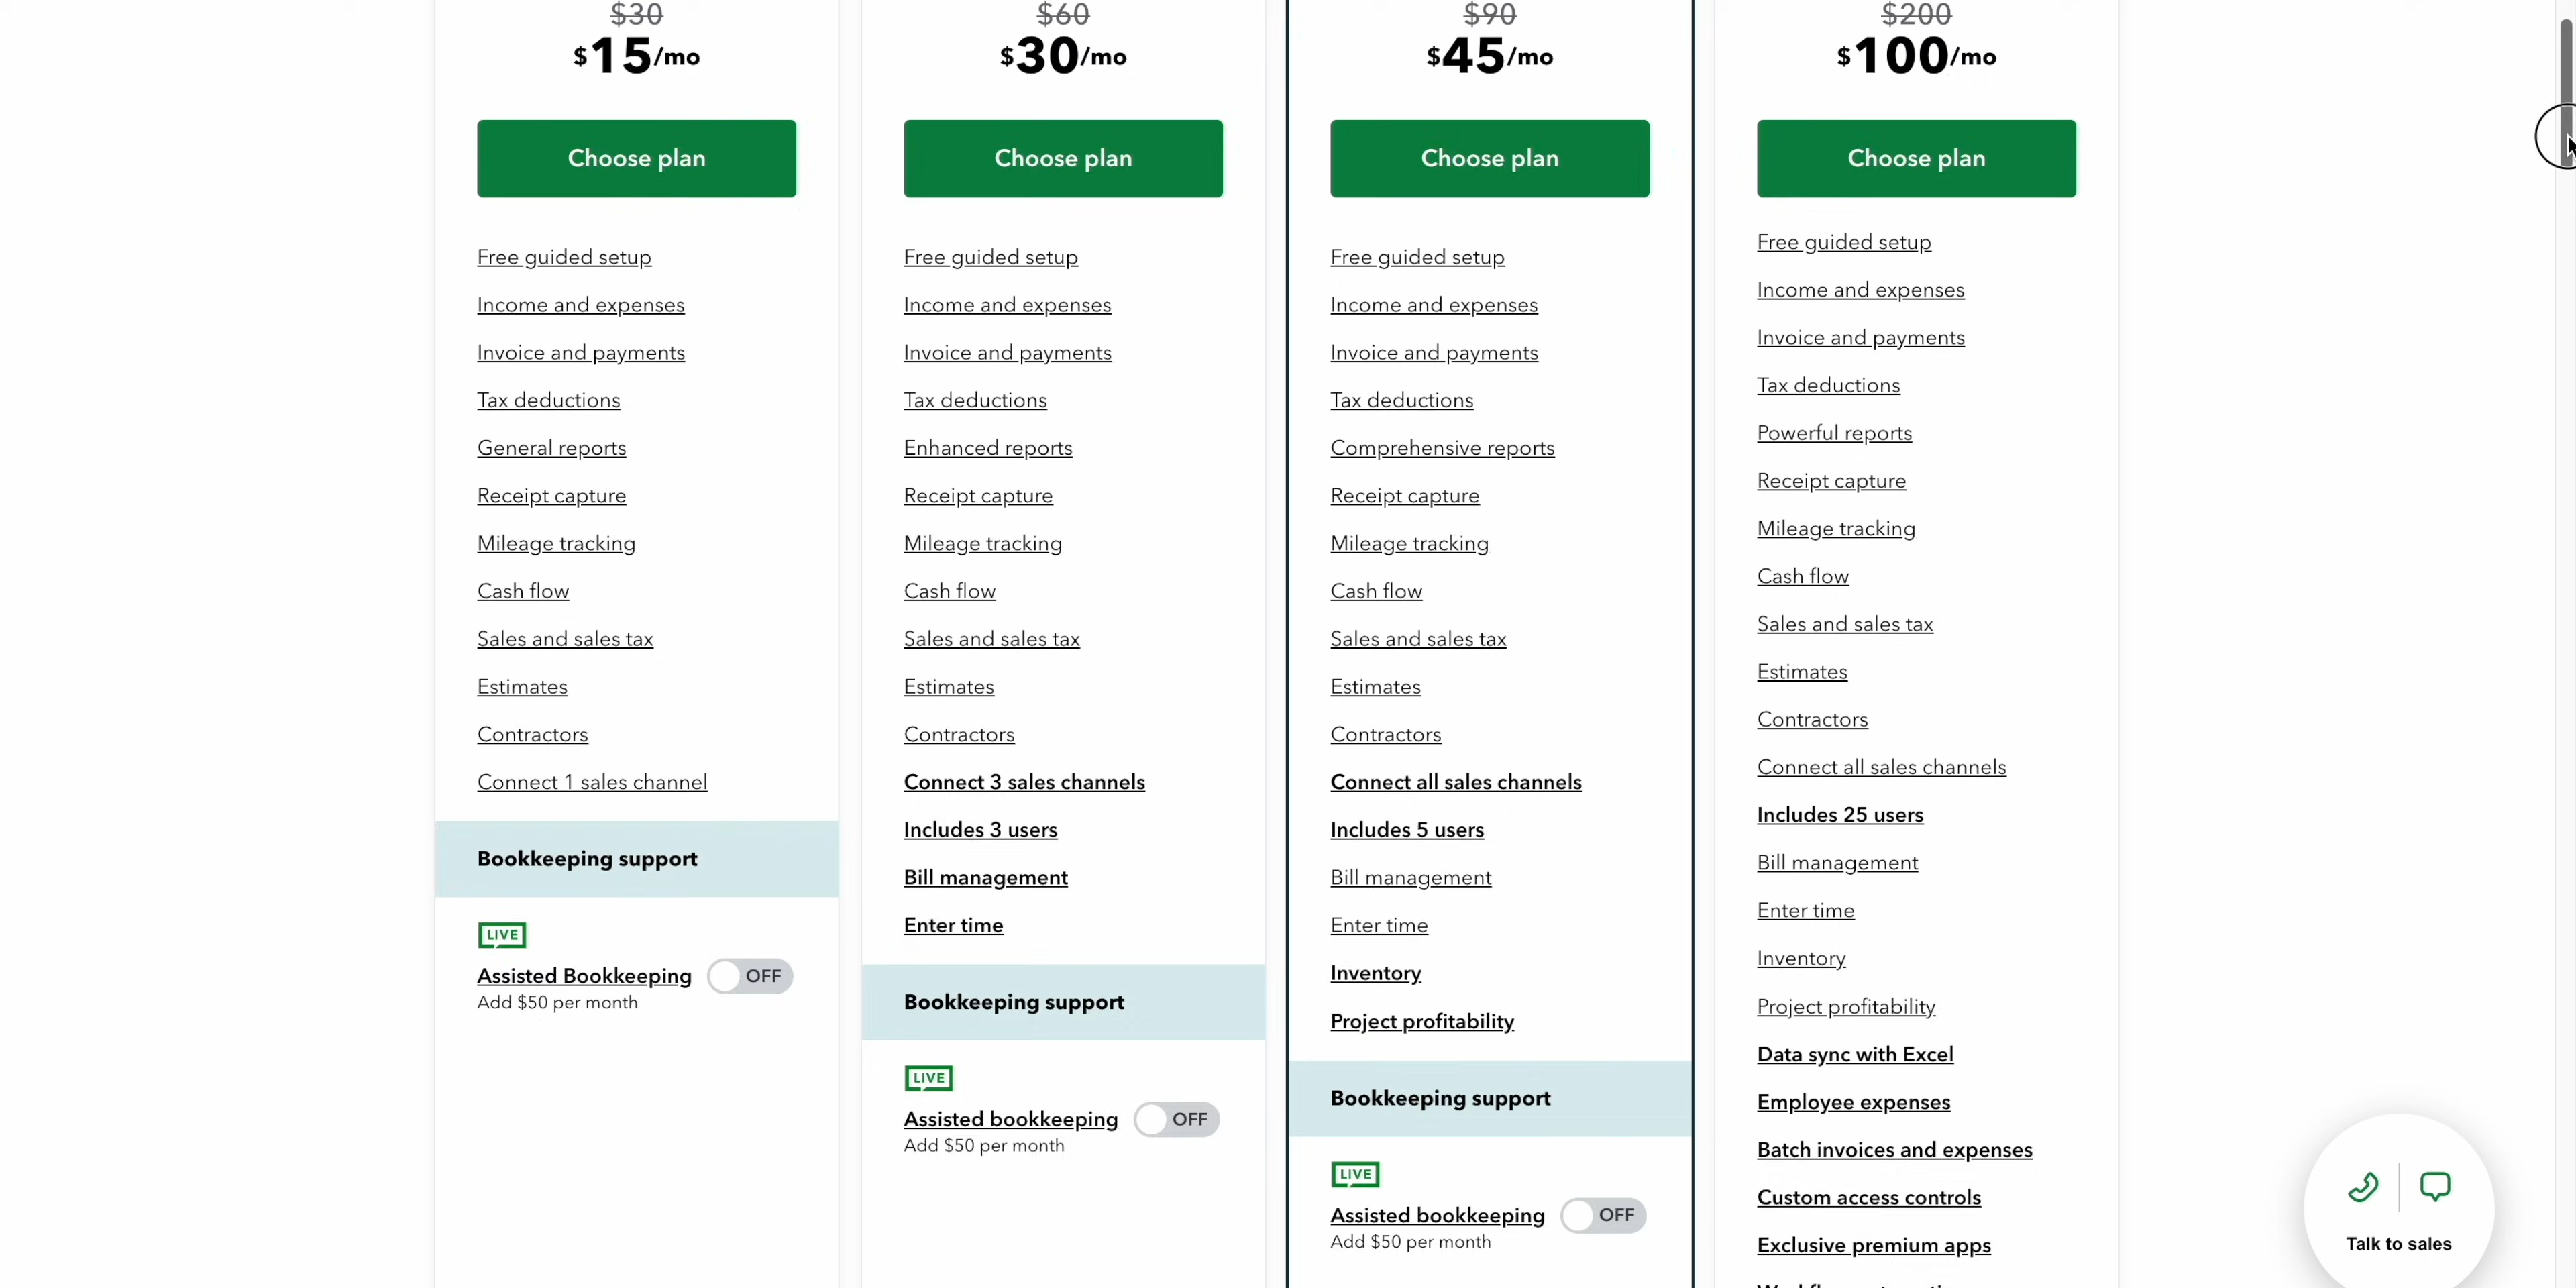 $30
$15/mo
Choose plan
Free guided setup
Income and expenses
Invoice and payments
Tax deductions
General reports
Receipt capture
Mileage tracking
Cash flow
Sales and sales tax
Estimates
Contractors
Connect 1 sales channel
Bookkeeping support
LIVE
Assisted Bookkeeping OFF
Add $50 per month
$60
$30/mo
Choose plan
Free guided setup
Income and expenses
Invoice and payments
Tax deductions
Enhanced reports
Receipt capture
Mileage tracking
Cash flow
Sales and sales tax
Estimates
Contractors
Connect 3 sales channels
Includes 3 users
Bill management
Enter time
Bookkeeping support
LIVE
Assisted bookkeeping OFF
Add $50 per month
$90
$45/mo
Choose plan
Free guided setup
Income and expenses
Invoice and payments
Tax deductions
Comprehensive reports
Receipt capture
Mileage tracking
Cash flow
Sales and sales tax
Estimates
Contractors
Connect all sales channels
Includes 5 users
Bill management
Enter time
Inventory
Project profitability
Bookkeeping support
LIVE
Assisted bookkeeping OFF
Add $50 per month
$200
$100/mo
Choose plan
Free guided setup
Income and expenses
Invoice and payments
Tax deductions
Powerful reports
Receipt capture
Mileage tracking
Cash flow
Sales and sales tax
Estimates
Contractors
Connect all sales channels
Includes 25 users
Bill management
Enter time
Inventory
Project profitability
Data sync with Excel
Employee expenses
Batch invoices and expenses
Custom access controls
Exclusive premium apps
Talk to sales